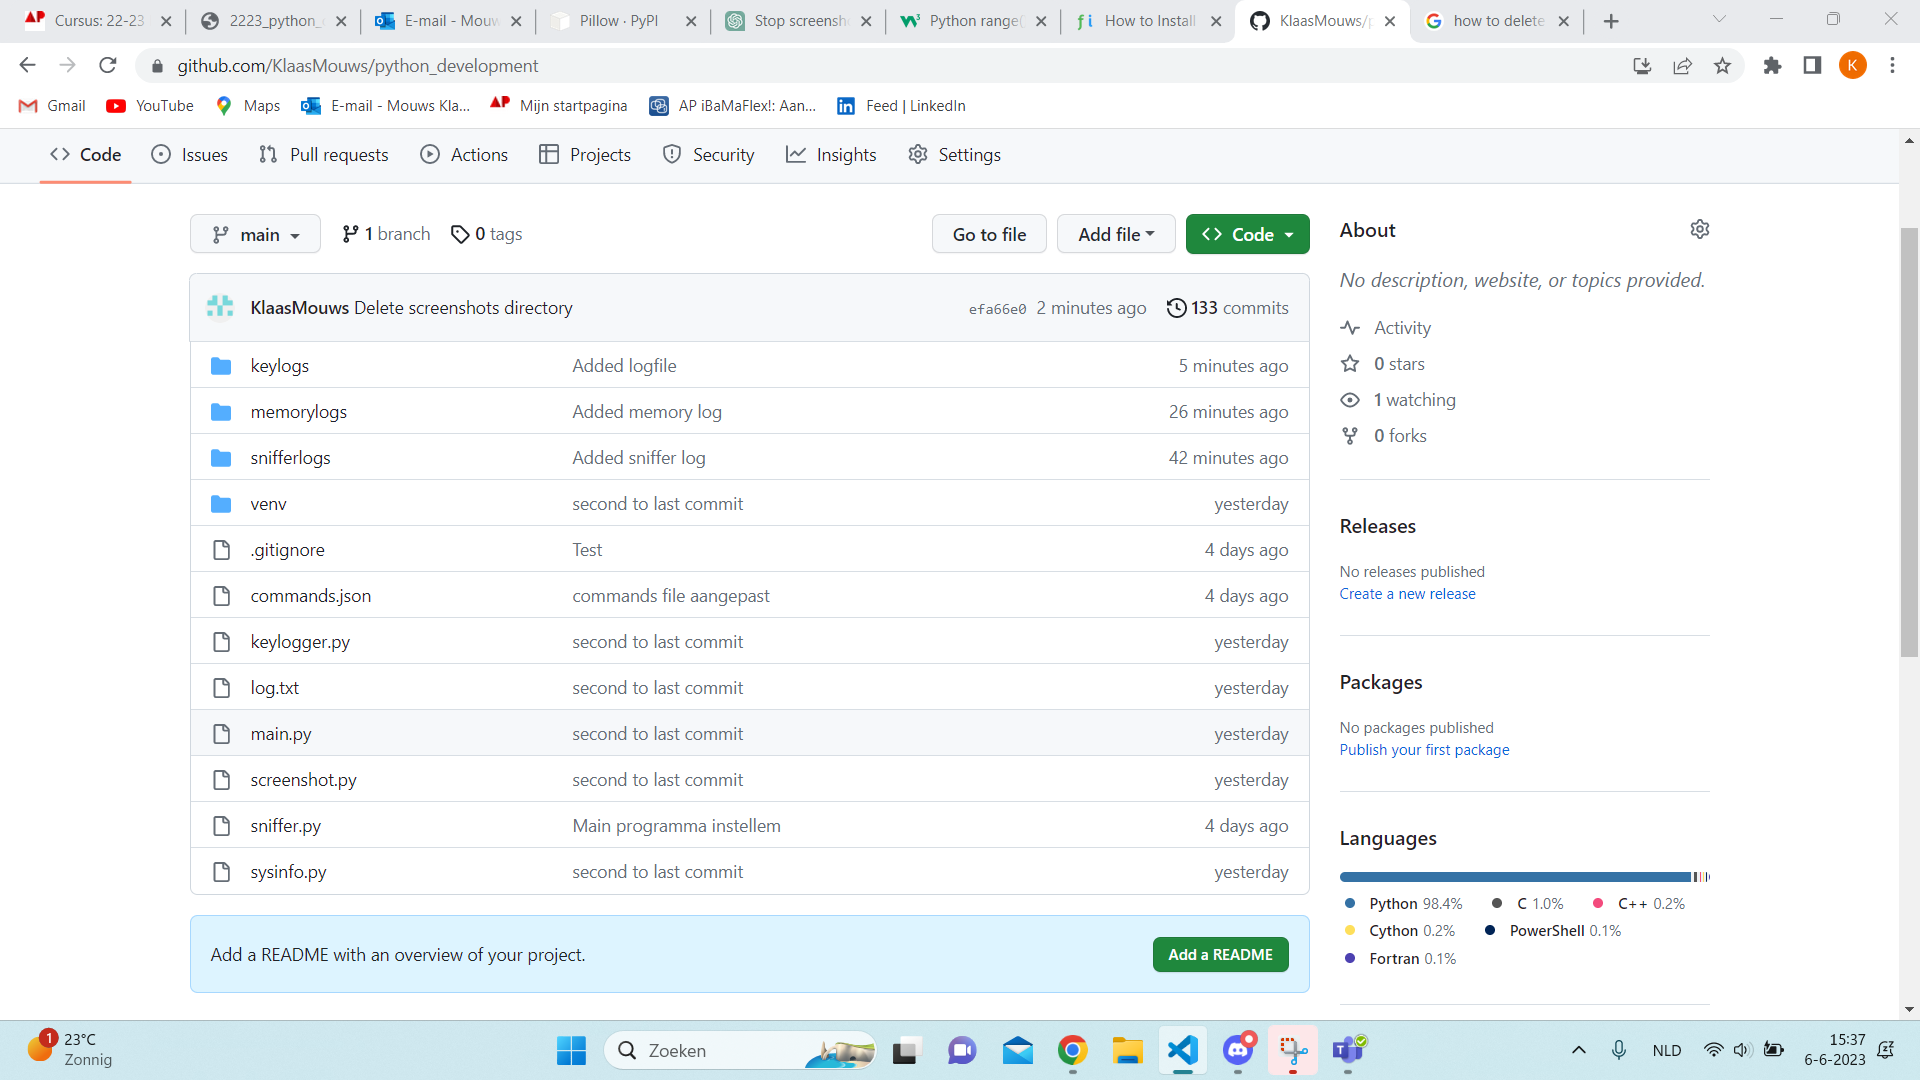 Cursus: 22-23
2223_python_
E-mail - Mouw
Pillow · PyPI
Stop screensh
Python range(
How to Install
KlaasMouws/p
how to delete
github.com/KlaasMouws/python_development
K
Gmail
YouTube
Maps
E-mail - Mouws Kla...
Mijn startpagina
AP iBaMaFlex!: Aan...
Feed | LinkedIn
Code
Issues
Pull requests
Actions
Projects
Security
Insights
Settings
main
1 branch
0 tags
Go to file
Add file
Code
KlaasMouws Delete screenshots directory
efa66e0 2 minutes ago
133 commits
keylogs Added logfile 5 minutes ago
memorylogs Added memory log 26 minutes ago
snifferlogs Added sniffer log 42 minutes ago
venv second to last commit yesterday
.gitignore Test 4 days ago
commands.json commands file aangepast 4 days ago
keylogger.py second to last commit yesterday
log.txt second to last commit yesterday
main.py second to last commit yesterday
screenshot.py second to last commit yesterday
sniffer.py Main programma instellem 4 days ago
sysinfo.py second to last commit yesterday
Add a README with an overview of your project.
Add a README
About
No description, website, or topics provided.
Activity
0 stars
1 watching
0 forks
Releases
No releases published
Create a new release
Packages
No packages published
Publish your first package
Languages
Python 98.4% C 1.0% C++ 0.2%
Cython 0.2% PowerShell 0.1%
Fortran 0.1%
1
23°C
Zonnig
Zoeken
NLD
15:37
6-6-2023